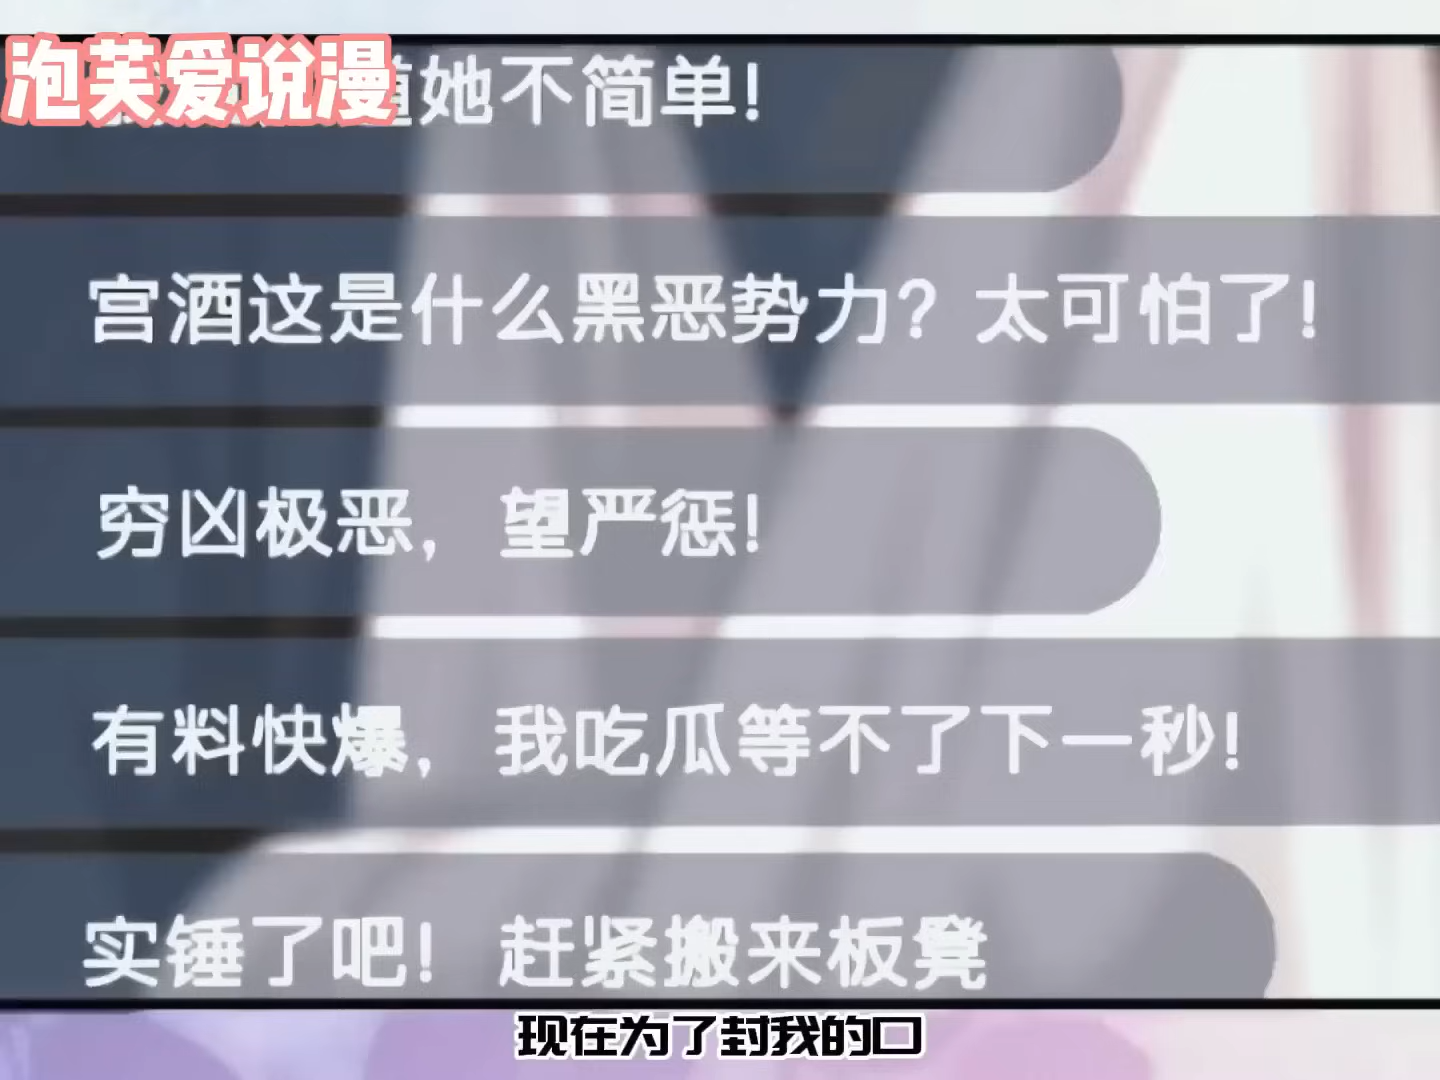 泡芙爱说漫
道她不简单!
宫酒这是什么黑恶势力? 太可怕了!
穷凶极恶, 望严惩!
有料快爆, 我吃瓜等不了下一秒!
实锤了吧! 赶紧搬来板凳
现在为了封我的口